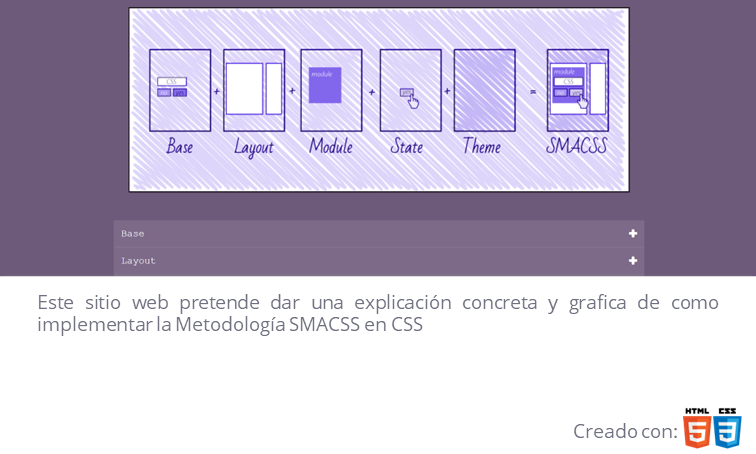 CSS
module
module
CSS
+ + + + =
Base Layout Module State Theme SMACSS
Base +
Layout +
Este sitio web pretende dar una explicación concreta y grafica de como
implementar la Metodología SMACSS en CSS
HTML CSS
Creado con: 5 3